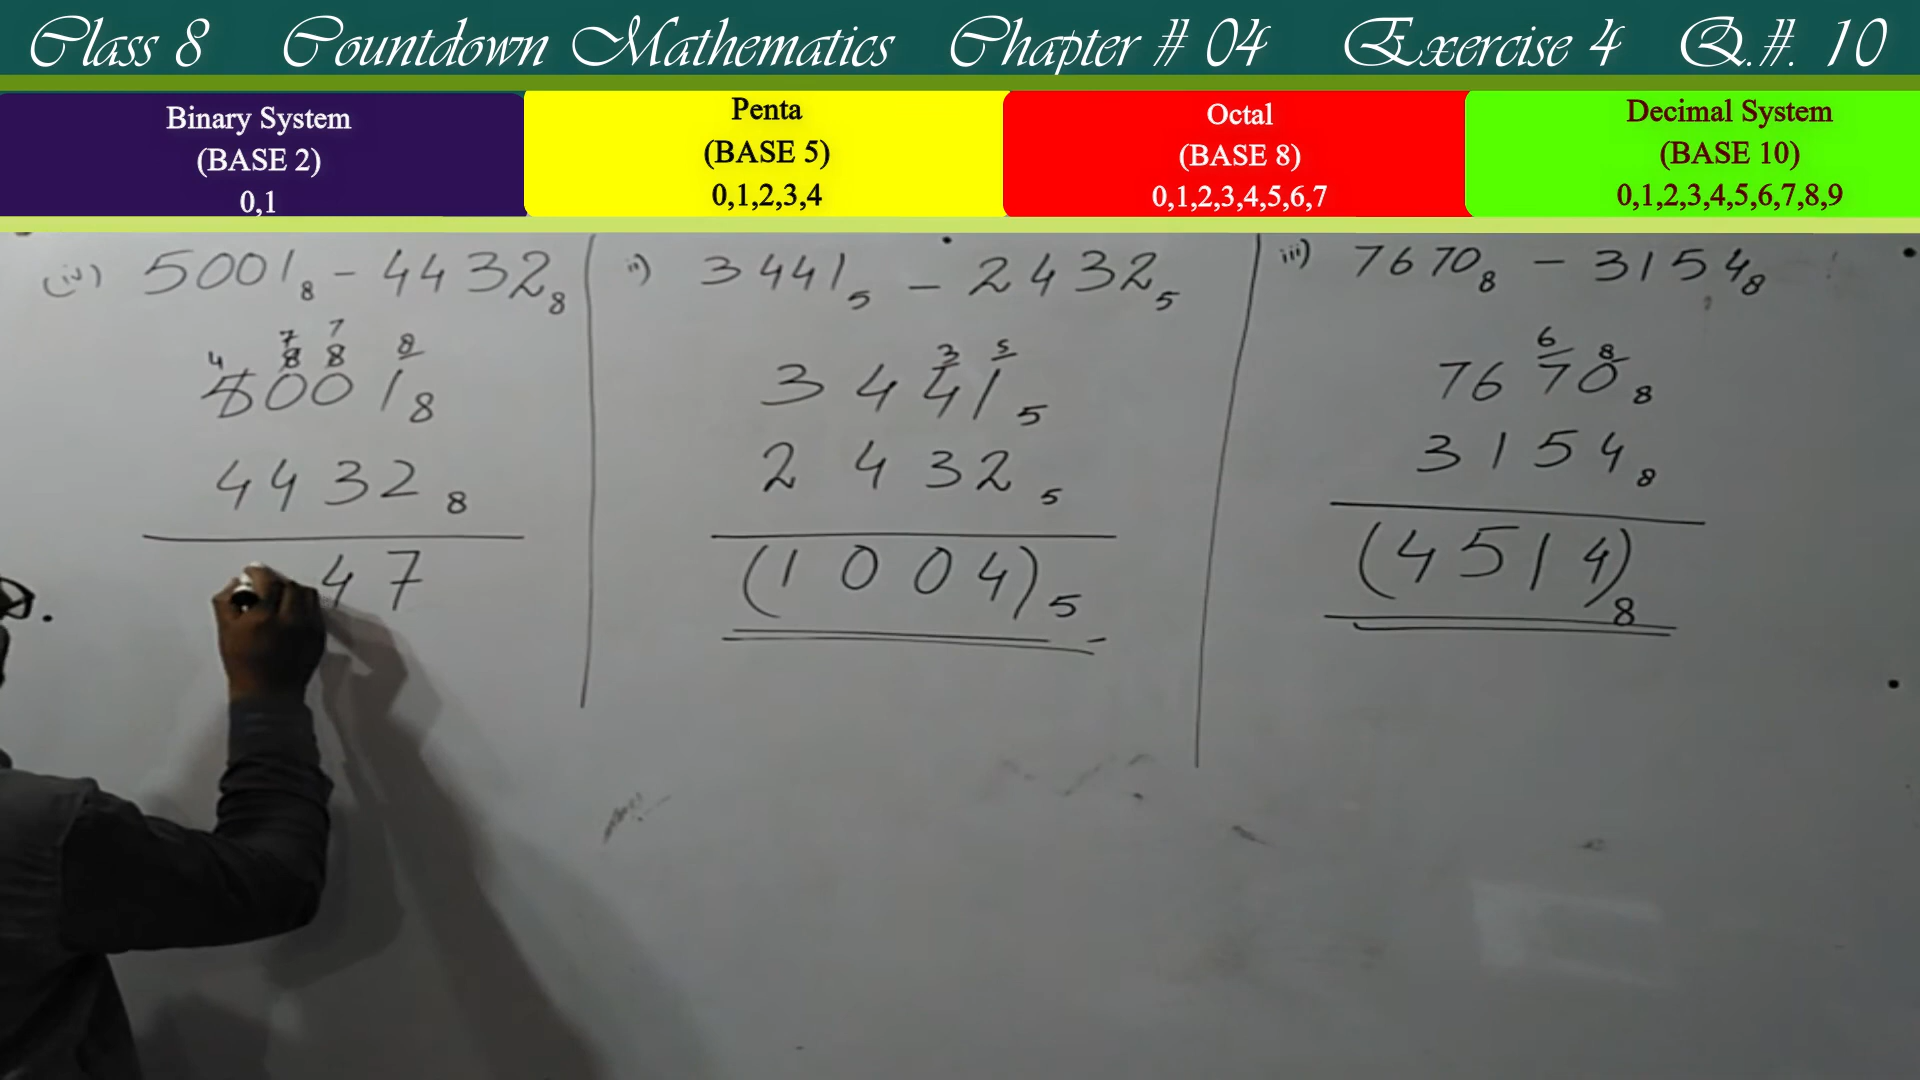 Class 8 Countdown Mathematics Chapter # 04 Exercise 4 Q.#. 10
Binary System
(BASE 2)
0,1
Penta
(BASE 5)
0,1,2,3,4
Octal
(BASE 8)
0,1,2,3,4,5,6,7
Decimal System
(BASE 10)
0,1,2,3,4,5,6,7,8,9
(iv) 5001₈ - 4432₈
7 7
4 8 8 8
5001₈
4432₈
47
ii) 3441₅ - 2432₅
3 5
3441₅
2432₅
(1004)₅
iii) 7670₈ - 3154₈
6 8
7670₈
3154₈
(4514)₈